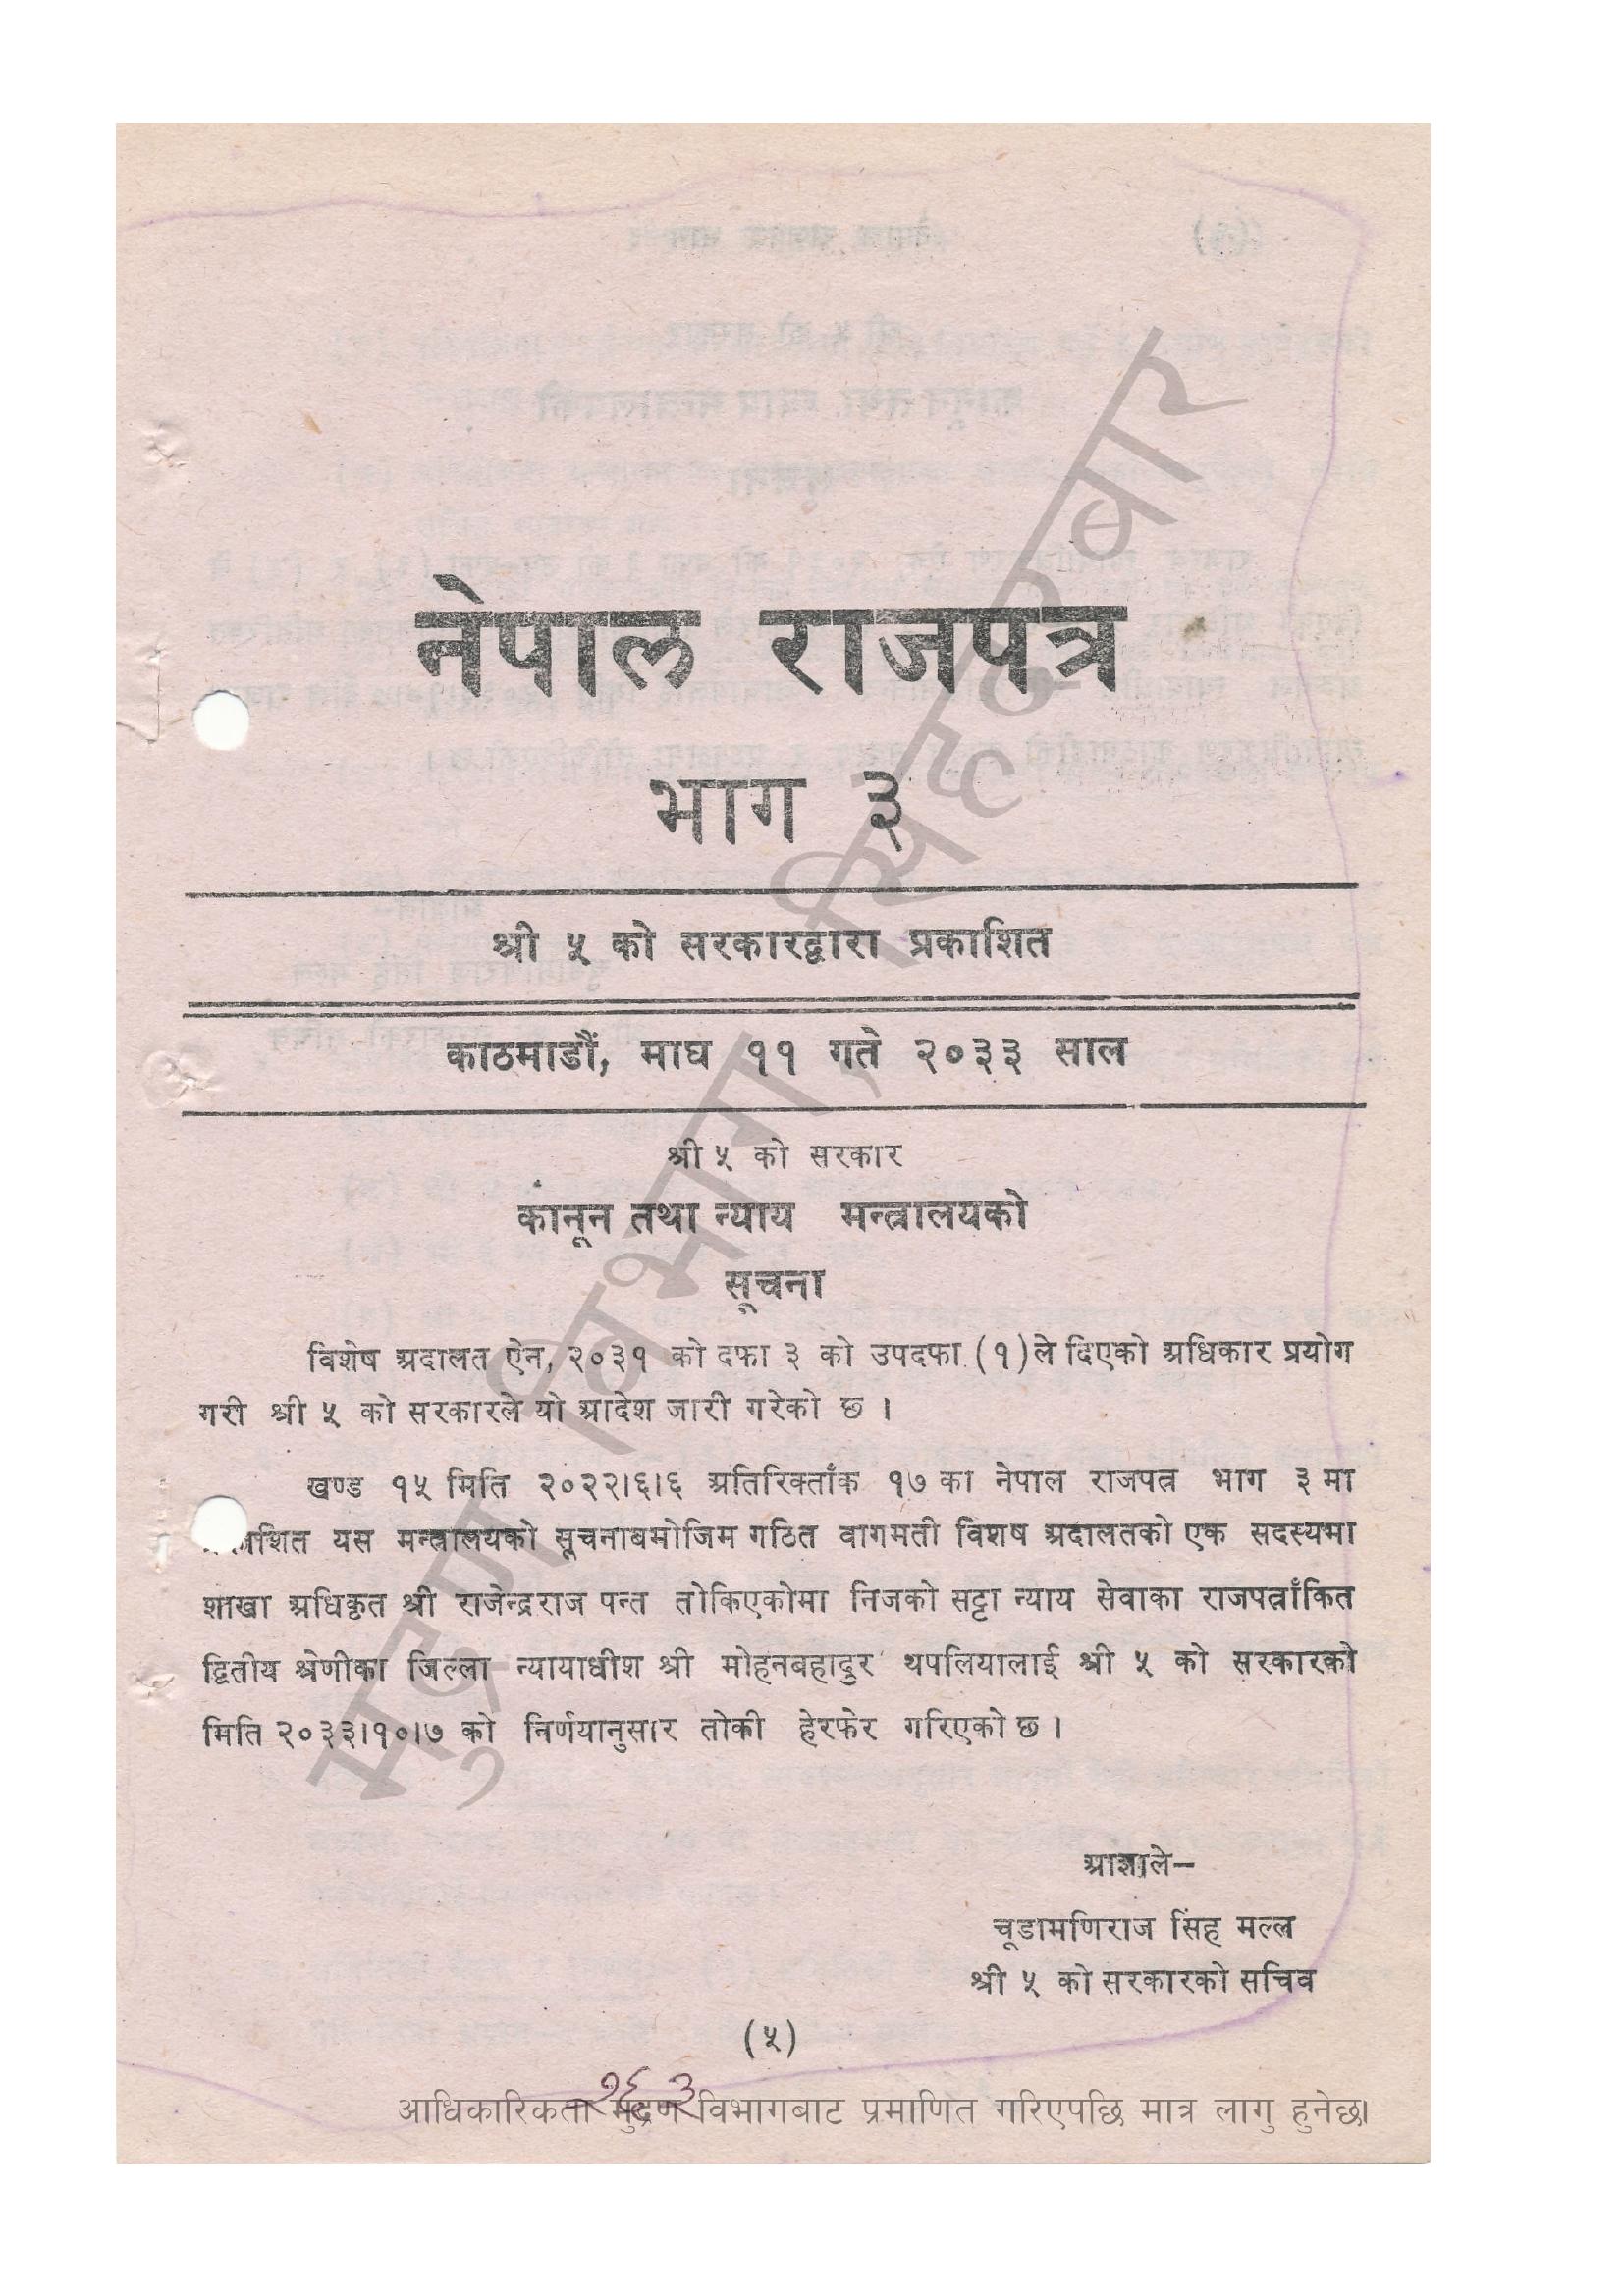 नेपाल राजपत्र
भाग ३
श्री ५ को सरकारद्वारा प्रकाशित
काठमाडौं, माघ ११ गते २०३३ साल
श्री ५ को सरकार
कानून तथा न्याय मन्त्रालयको
सूचना
विशेष अदालत ऐन, २०३१ को दफा ३ को उपदफा (१)ले दिएको अधिकार प्रयोग
गरी श्री ५ को सरकारले यो आदेश जारी गरेको छ ।
खण्ड १५ मिति २०२२।६।६ अतिरिक्ताँक १७ का नेपाल राजपत्र भाग ३ मा
यस मन्त्रालयको सूचनाबमोजिम गठित वागमती विशष अदालतको एक सदस्यमा
शाखा अधिकृत श्री राजेन्द्रराज पन्त तोकिएकोमा निजको सट्टा न्याय सेवाका राजपत्राँकित
द्वितीय श्रेणीका जिल्ला न्यायाधीश श्री मोहनबहादुर थपलियालाई श्री ५ को सरकारको
मिति २०३३।१०।७ को निर्णयानुसार तोकी हेरफेर गरिएको छ ।
आज्ञाले—
चूडामणिराज सिंह मल्ल
श्री ५ को सरकारको सचिव
(५)
१६३
आधिकारिकता मुद्रण विभागबाट प्रमाणित गरिएपछि मात्र लागु हुनेछ।
मुद्रण विभाग, सिंहदरबार